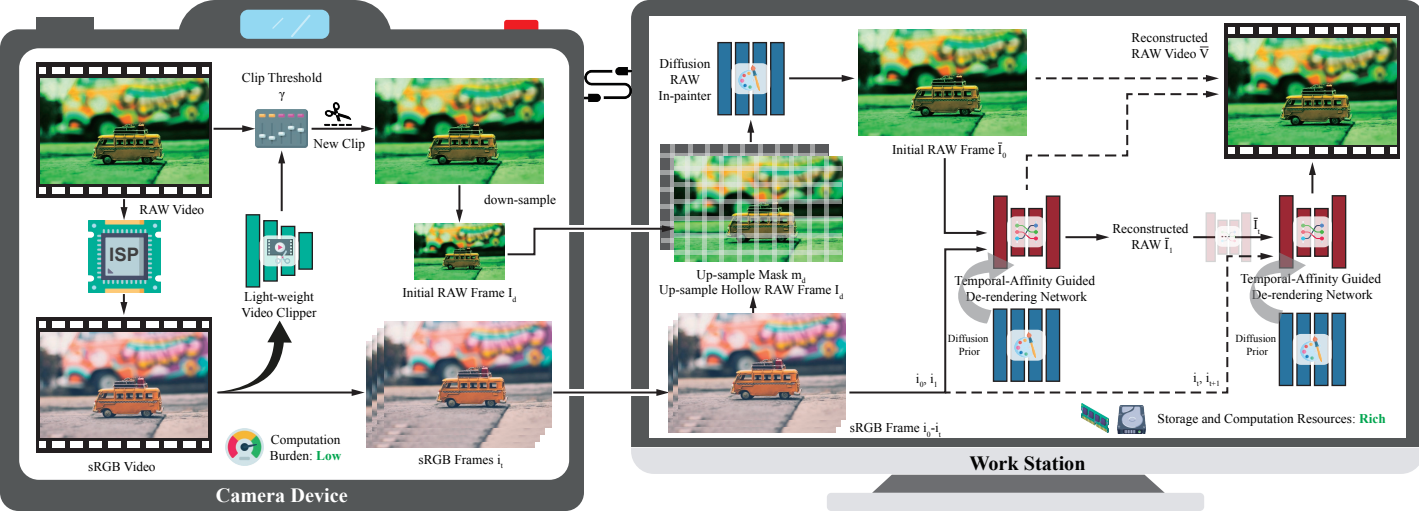 Clip Threshold
γ
New Clip
RAW Video
ISP
down-sample
Initial RAW Frame I_d
Light-weight
Video Clipper
sRGB Video
Computation
Burden: Low
sRGB Frames i_t
Camera Device
Diffusion
RAW
In-painter
Initial RAW Frame Ī_0
Reconstructed
RAW Video V̄
Up-sample Mask m_d
Up-sample Hollow RAW Frame I_d
Reconstructed
RAW Ī_1
...
Ī_t
Temporal-Affinity Guided
De-rendering Network
Temporal-Affinity Guided
De-rendering Network
Diffusion
Prior
Diffusion
Prior
i_0, i_1
i_t, i_t+1
sRGB Frame i_0-i_t
Storage and Computation Resources: Rich
Work Station